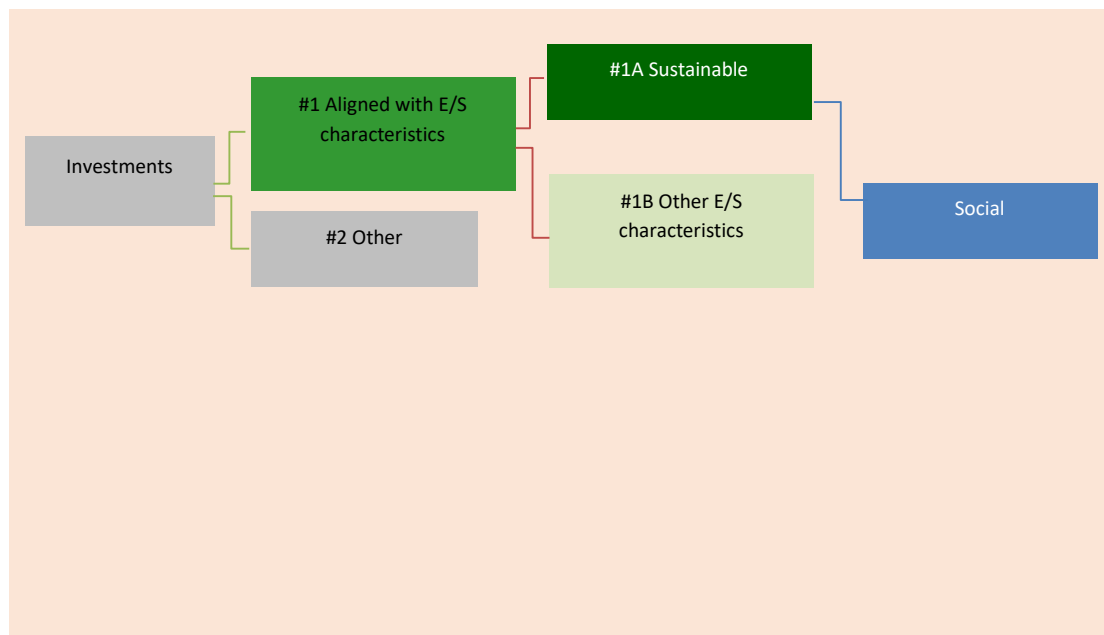 Investments
#1 Aligned with E/S
characteristics
#2 Other
#1A Sustainable
#1B Other E/S
characteristics
Social